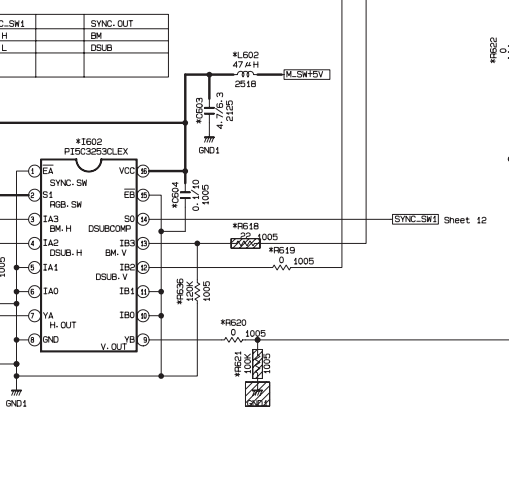 C_SW1 SYNC.OUT
H BM
L DSUB
*R622
0
*L602
47μH
2518
M_SW+5V
*C603
4.7/6.3
2125
GND1
*I602
PI5C3253CLEX
1 EA VCC 16
SYNC.SW
*C604
0.1/10
1005
2 S1 EB 15
RGB.SW
3 IA3 S0 14
BM.H DSUBCOMP
SYNC_SW1 Sheet 12
*R618
22 1005
4 IA2 IB3 13
DSUB.H BM.V
*R619
0 1005
1005
5 IA1 IB2 12
DSUB.V
*R636
120K
1005
6 IA0 IB1 11
7 YA IB0 10
H.OUT
*R620
0 1005
8 GND YB 9
V.OUT
*R621
100K
1005
GND1
GND1